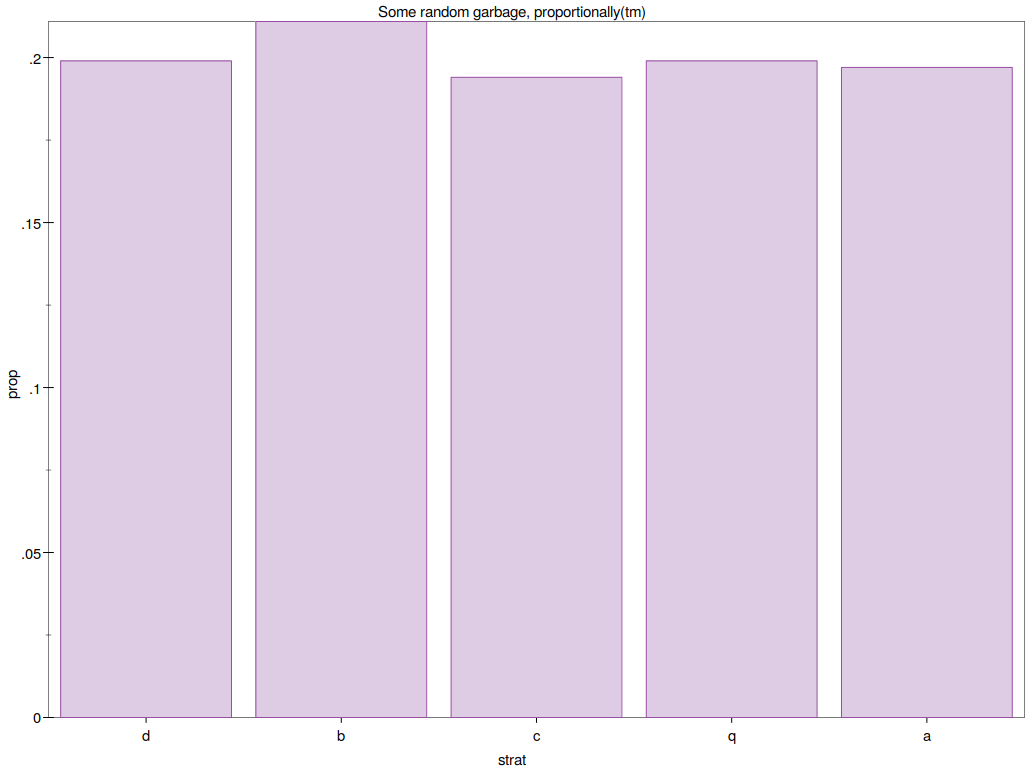 Some random garbage, proportionally(tm)
.2
.15
.1
.05
0
prop
d b c q a
strat